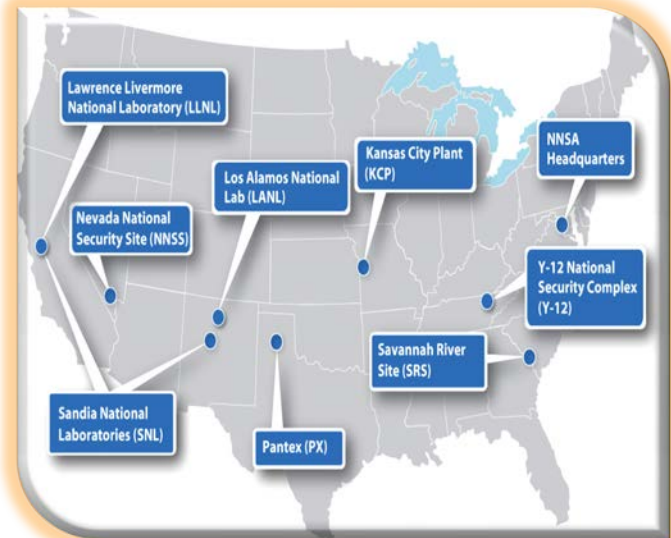 Lawrence Livermore
National Laboratory (LLNL)
Nevada National
Security Site (NNSS)
Los Alamos National
Lab (LANL)
Kansas City Plant
(KCP)
NNSA
Headquarters
Y-12 National
Security Complex
(Y-12)
Savannah River
Site (SRS)
Sandia National
Laboratories (SNL)
Pantex (PX)